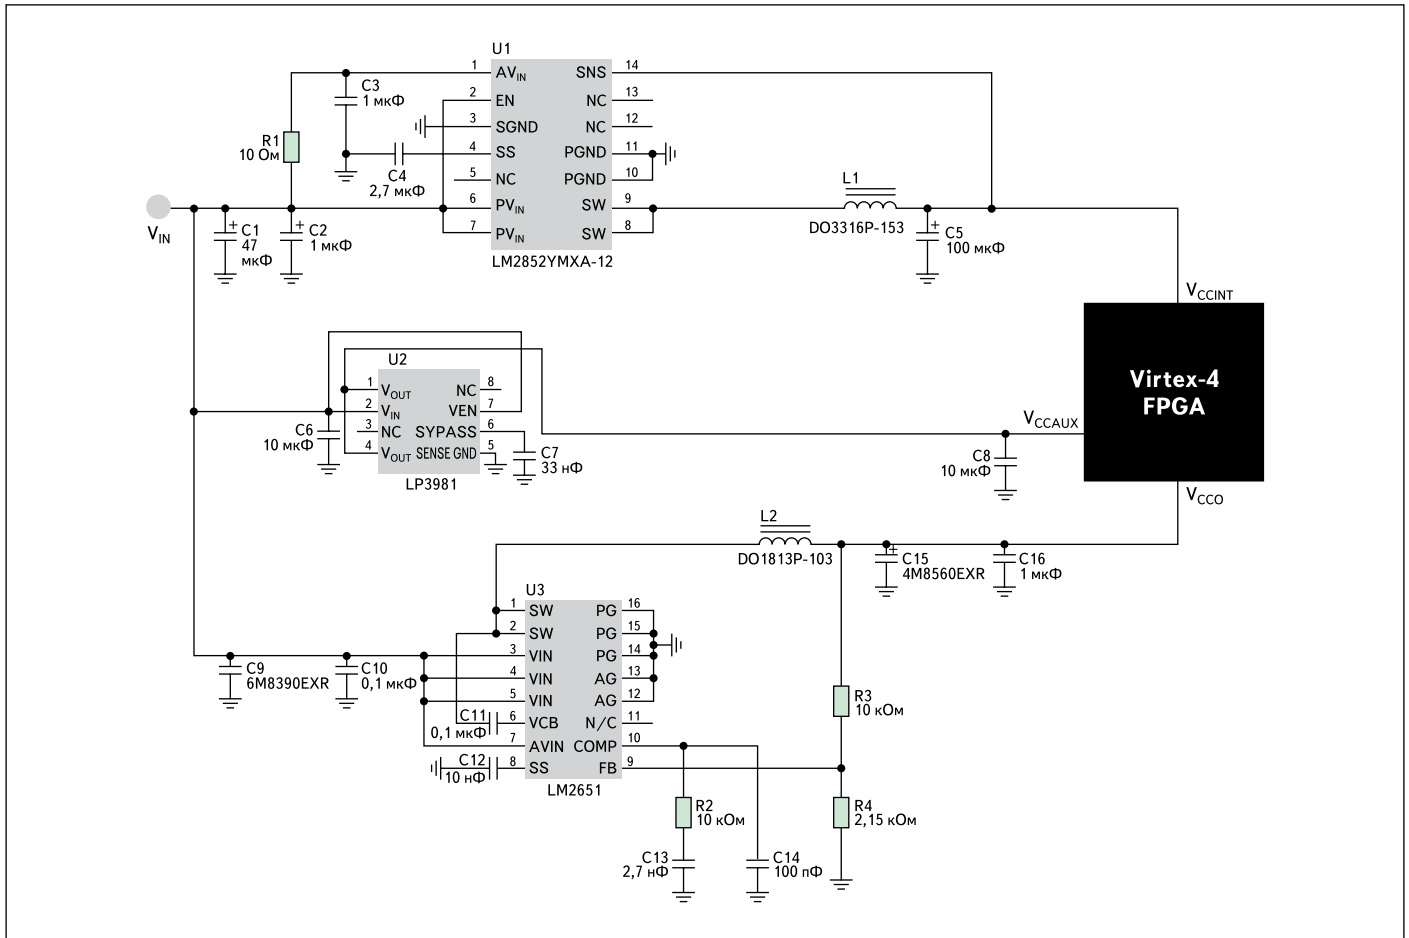 U1
1 AVIN SNS 14
2 EN NC 13
3 SGND NC 12
4 SS PGND 11
5 NC PGND 10
6 PVIN SW 9
7 PVIN SW 8
LM2852YMXA-12
C3
1 мкФ
R1
10 Ом
C4
2,7 мкФ
VIN
C1
47
мкФ
C2
1 мкФ
L1
DO3316P-153
C5
100 мкФ
VCCINT
Virtex-4
FPGA
VCCAUX
VCCO
U2
1 VOUT NC 8
2 VIN VEN 7
3 NC SYPASS 6
4 VOUT SENSE GND 5
LP3981
C6
10 мкФ
C7
33 нФ
C8
10 мкФ
L2
DO1813P-103
C15
4M8560EXR
C16
1 мкФ
U3
1 SW PG 16
2 SW PG 15
3 VIN PG 14
4 VIN AG 13
5 VIN AG 12
6 VCB N/C 11
7 AVIN COMP 10
8 SS FB 9
LM2651
C9
6M8390EXR
C10
0,1 мкФ
C11
0,1 мкФ
C12
10 нФ
R3
10 кОм
R2
10 кОм
R4
2,15 кОм
C13
2,7 нФ
C14
100 пФ